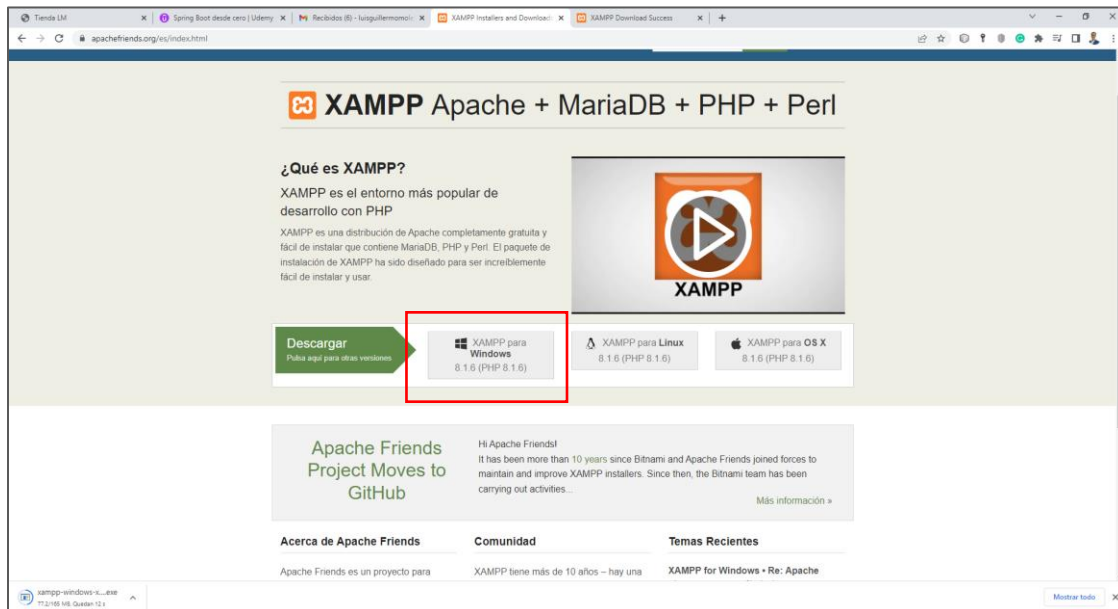 Tienda LM
Spring Boot desde cero | Udemy
Recibidos (6) - luisguillermomoli
XAMPP Installers and Download
XAMPP Download Success
apachefriends.org/es/index.html
XAMPP Apache + MariaDB + PHP + Perl
¿Qué es XAMPP?
XAMPP es el entorno más popular de
desarrollo con PHP
XAMPP es una distribución de Apache completamente gratuita y
fácil de instalar que contiene MariaDB, PHP y Perl. El paquete de
instalación de XAMPP ha sido diseñado para ser increíblemente
fácil de instalar y usar.
XAMPP
Descargar
Pulsa aquí para otras versiones
XAMPP para
Windows
8.1.6 (PHP 8.1.6)
XAMPP para Linux
8.1.6 (PHP 8.1.6)
XAMPP para OS X
8.1.6 (PHP 8.1.6)
Apache Friends
Project Moves to
GitHub
Hi Apache Friends!
It has been more than 10 years since Bitnami and Apache Friends joined forces to
maintain and improve XAMPP installers. Since then, the Bitnami team has been
carrying out activities...
Más información »
Acerca de Apache Friends
Apache Friends es un proyecto para
Comunidad
XAMPP tiene más de 10 años – hay una
Temas Recientes
XAMPP for Windows • Re: Apache
xampp-windows-x....exe
77.2/165 MB, Quedan 12 s
Mostrar todo